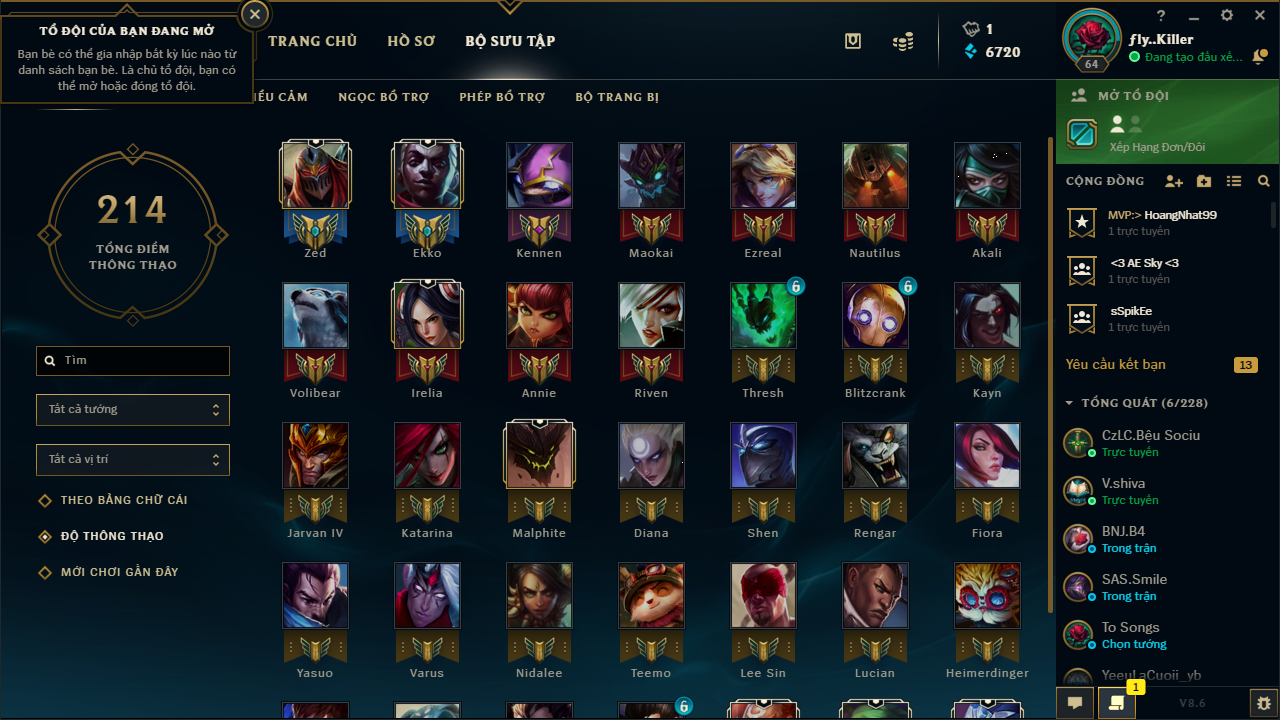 TỔ ĐỘI CỦA BẠN ĐANG MỞ
Bạn bè có thể gia nhập bất kỳ lúc nào từ
danh sách bạn bè. Là chủ tổ đội, bạn có
thể mở hoặc đóng tổ đội.
TRANG CHỦ
HỒ SƠ
BỘ SƯU TẬP
1
6720
NGỌC BỔ TRỢ
PHÉP BỔ TRỢ
BỘ TRANG BỊ
CẢM
214
TỔNG ĐIỂM
THÔNG THẠO
Tìm
Tất cả tướng
Tất cả vị trí
THEO BẢNG CHỮ CÁI
ĐỘ THÔNG THẠO
MỚI CHƠI GẦN ĐÂY
Zed
Ekko
Kennen
Maokai
Ezreal
Nautilus
Akali
6
6
Volibear
Irelia
Annie
Riven
Thresh
Blitzcrank
Kayn
Jarvan IV
Katarina
Malphite
Diana
Shen
Rengar
Fiora
Yasuo
Varus
Nidalee
Teemo
Lee Sin
Lucian
Heimerdinger
6
?
ƒly.Killer
64
Đang tạo đấu xế...
MỞ TỔ ĐỘI
Xếp Hạng Đơn/Đôi
CỘNG ĐỒNG
MVP:> HoangNhat99
1 trực tuyến
<3 AE Sky <3
1 trực tuyến
sSpikEe
1 trực tuyến
Yêu cầu kết bạn
13
TỔNG QUÁT (6/228)
CzLC.Bệu Sociu
Trực tuyến
V.shiva
Trực tuyến
BNJ.B4
Trong trận
SAS.Smile
Trong trận
To Songs
Chọn tướng
1
V8.6